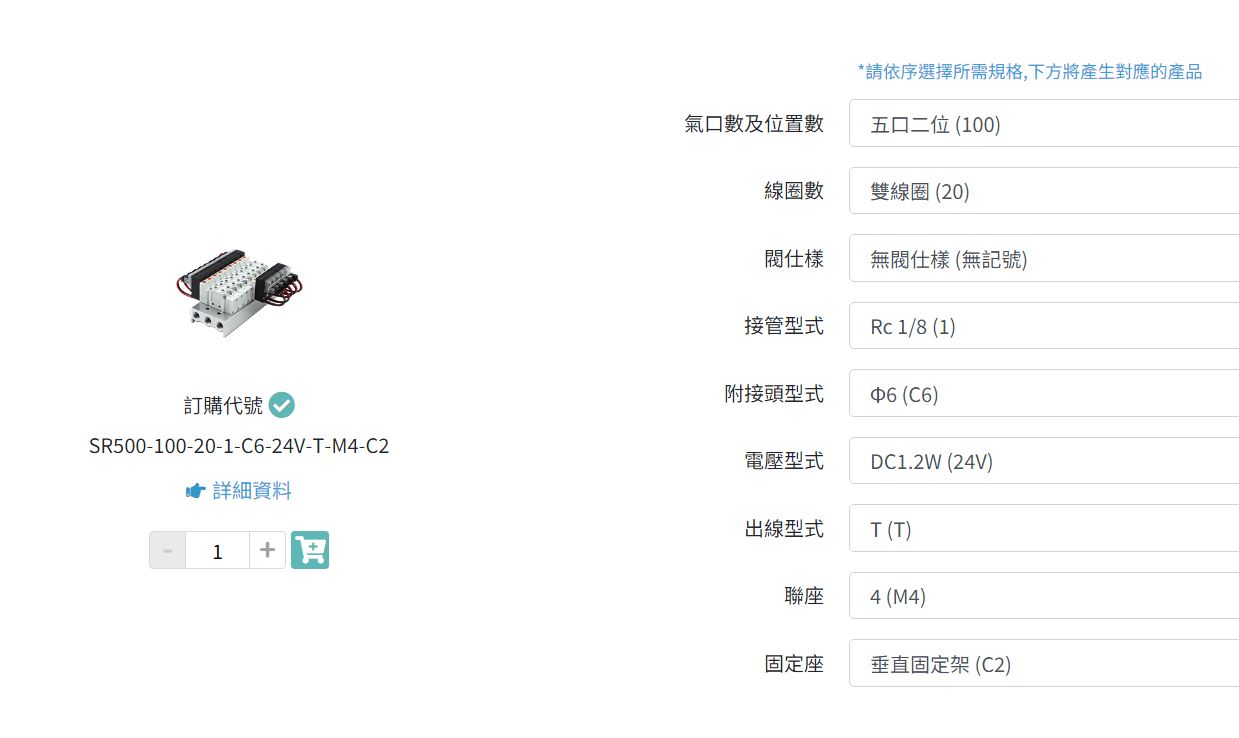 *請依序選擇所需規格,下方將產生對應的產品
氣口數及位置數 五口二位 (100)
線圈數 雙線圈 (20)
閥仕樣 無閥仕樣 (無記號)
接管型式 Rc 1/8 (1)
附接頭型式 Φ6 (C6)
電壓型式 DC1.2W (24V)
出線型式 T (T)
聯座 4 (M4)
固定座 垂直固定架 (C2)
訂購代號
SR500-100-20-1-C6-24V-T-M4-C2
詳細資料
- 1 +